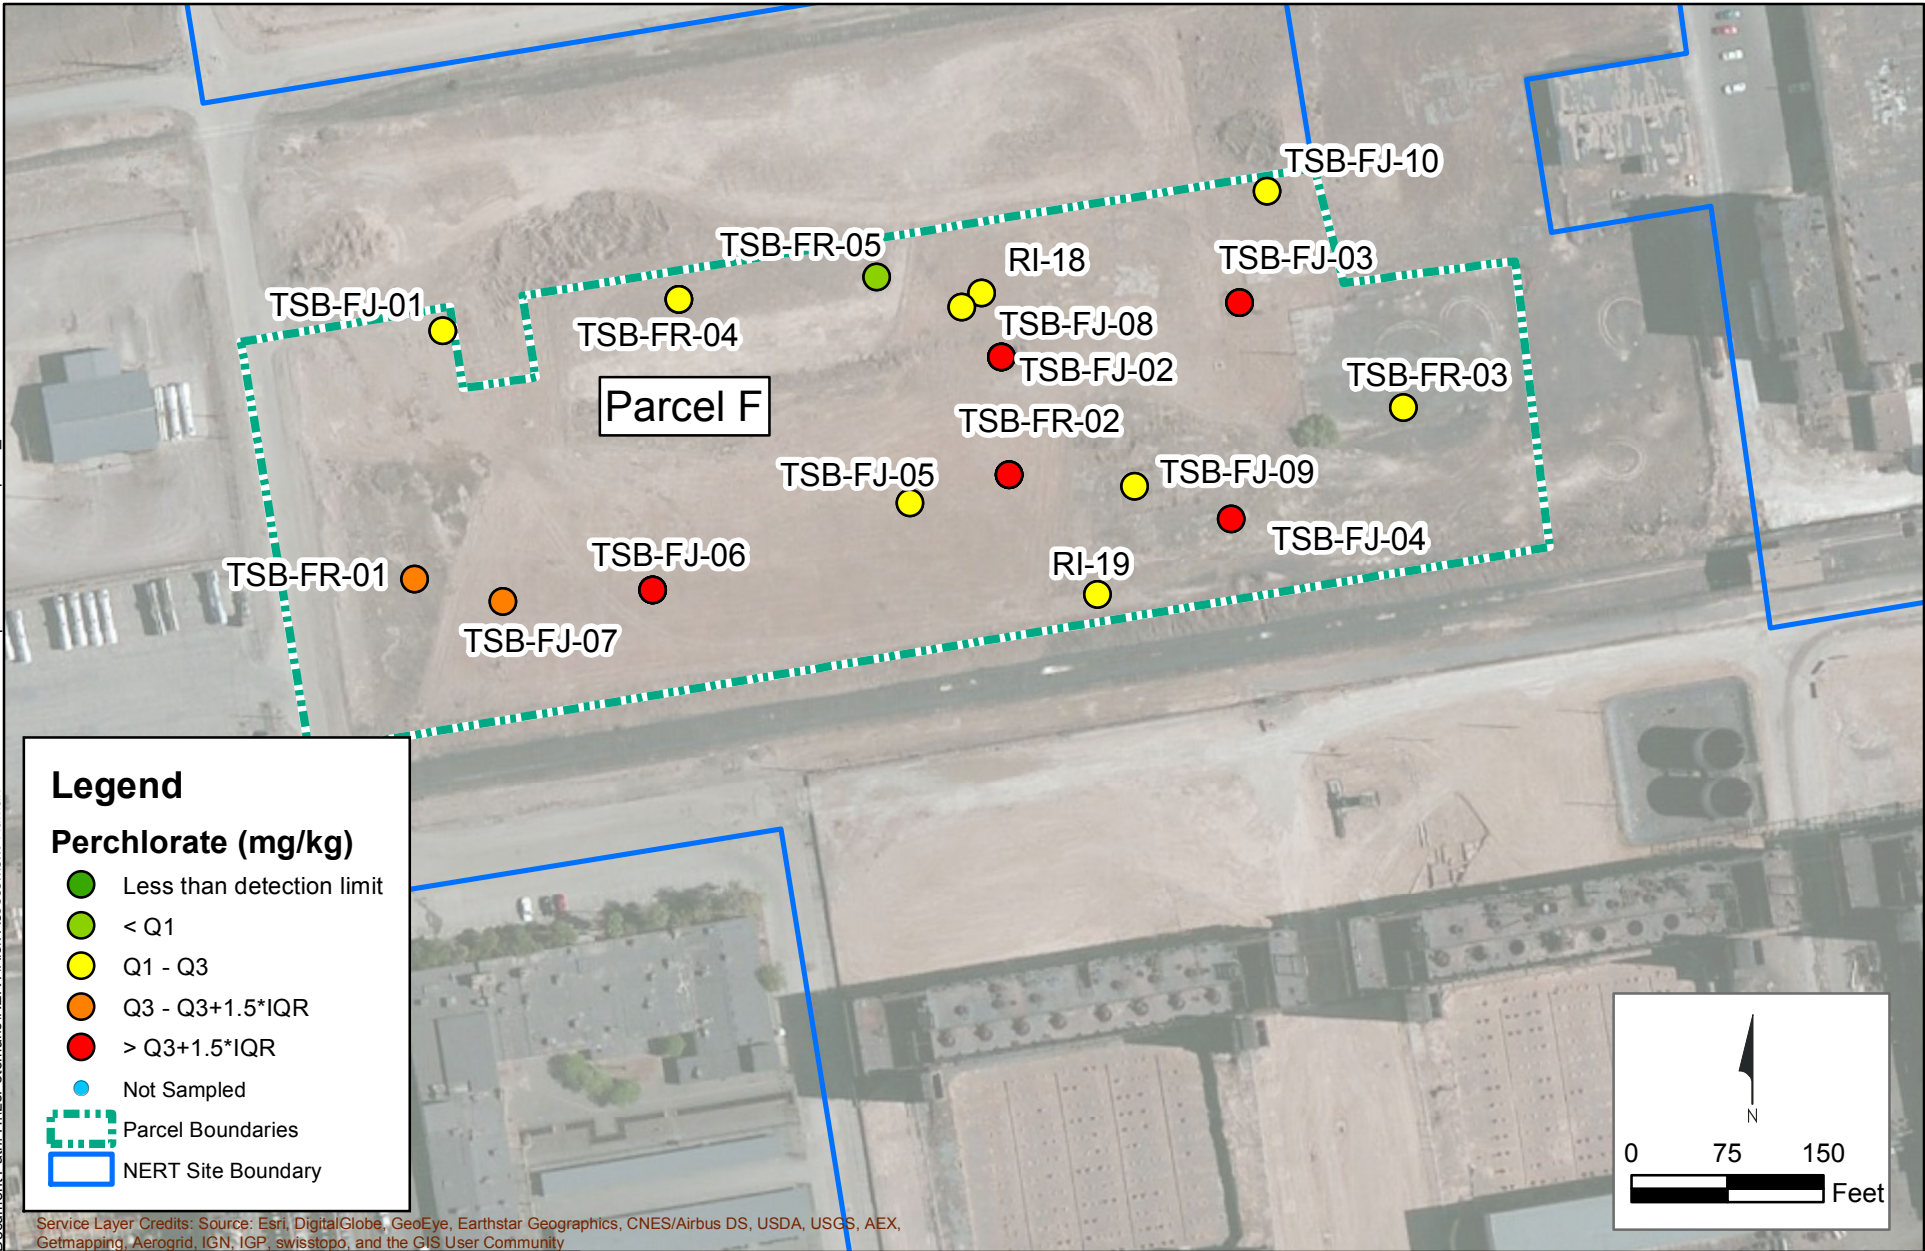 TSB-FJ-10
TSB-FR-05
RI-18
TSB-FJ-03
TSB-FJ-01
TSB-FR-04
TSB-FJ-08
TSB-FJ-02
TSB-FR-03
Parcel F
TSB-FR-02
TSB-FJ-05
TSB-FJ-09
TSB-FJ-04
TSB-FR-01
TSB-FJ-06
RI-19
TSB-FJ-07
Legend
Perchlorate (mg/kg)
Less than detection limit
< Q1
Q1 - Q3
Q3 - Q3+1.5*IQR
> Q3+1.5*IQR
Not Sampled
Parcel Boundaries
NERT Site Boundary
N
0 75 150
Feet
Service Layer Credits: Source: Esri, DigitalGlobe, GeoEye, Earthstar Geographics, CNES/Airbus DS, USDA, USGS, AEX,
Getmapping, Aerogrid, IGN, IGP, swisstopo, and the GIS User Community